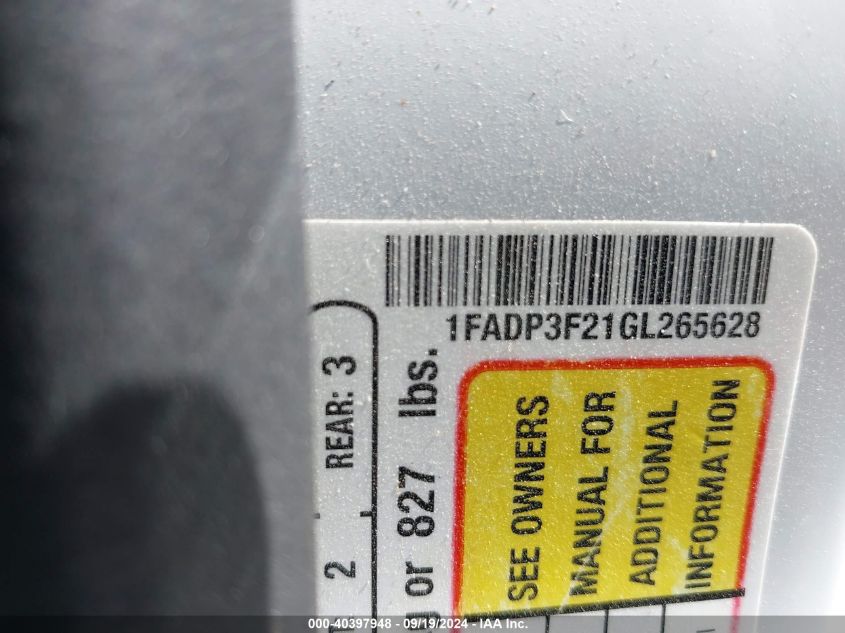 1FADP3F21GL265628
2 REAR: 3
or 827 lbs.
SEE OWNERS
MANUAL FOR
ADDITIONAL
INFORMATION
000-40397948 - 09/19/2024 - IAA Inc.